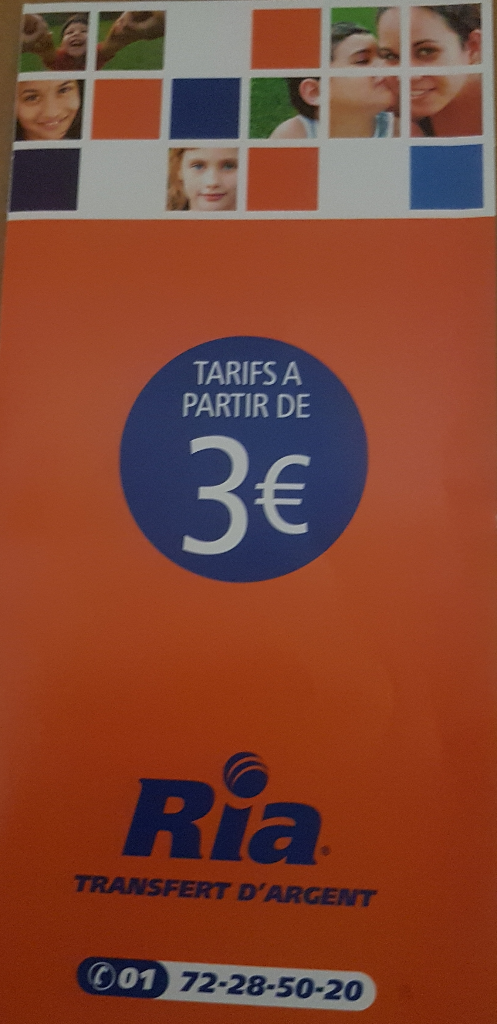 TARIFS A
PARTIR DE
3€
Ria®
TRANSFERT D'ARGENT
01 72-28-50-20